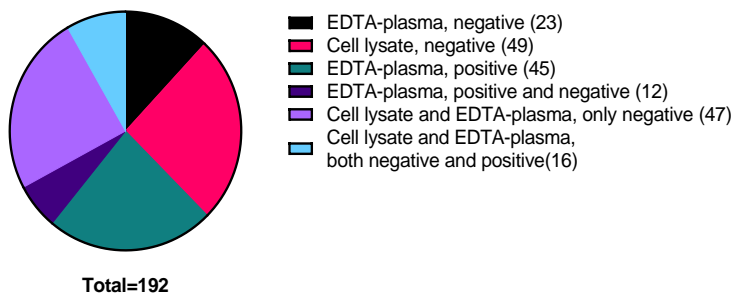 EDTA-plasma, negative (23)
Cell lysate, negative (49)
EDTA-plasma, positive (45)
EDTA-plasma, positive and negative (12)
Cell lysate and EDTA-plasma, only negative (47)
Cell lysate and EDTA-plasma,
both negative and positive(16)
Total=192